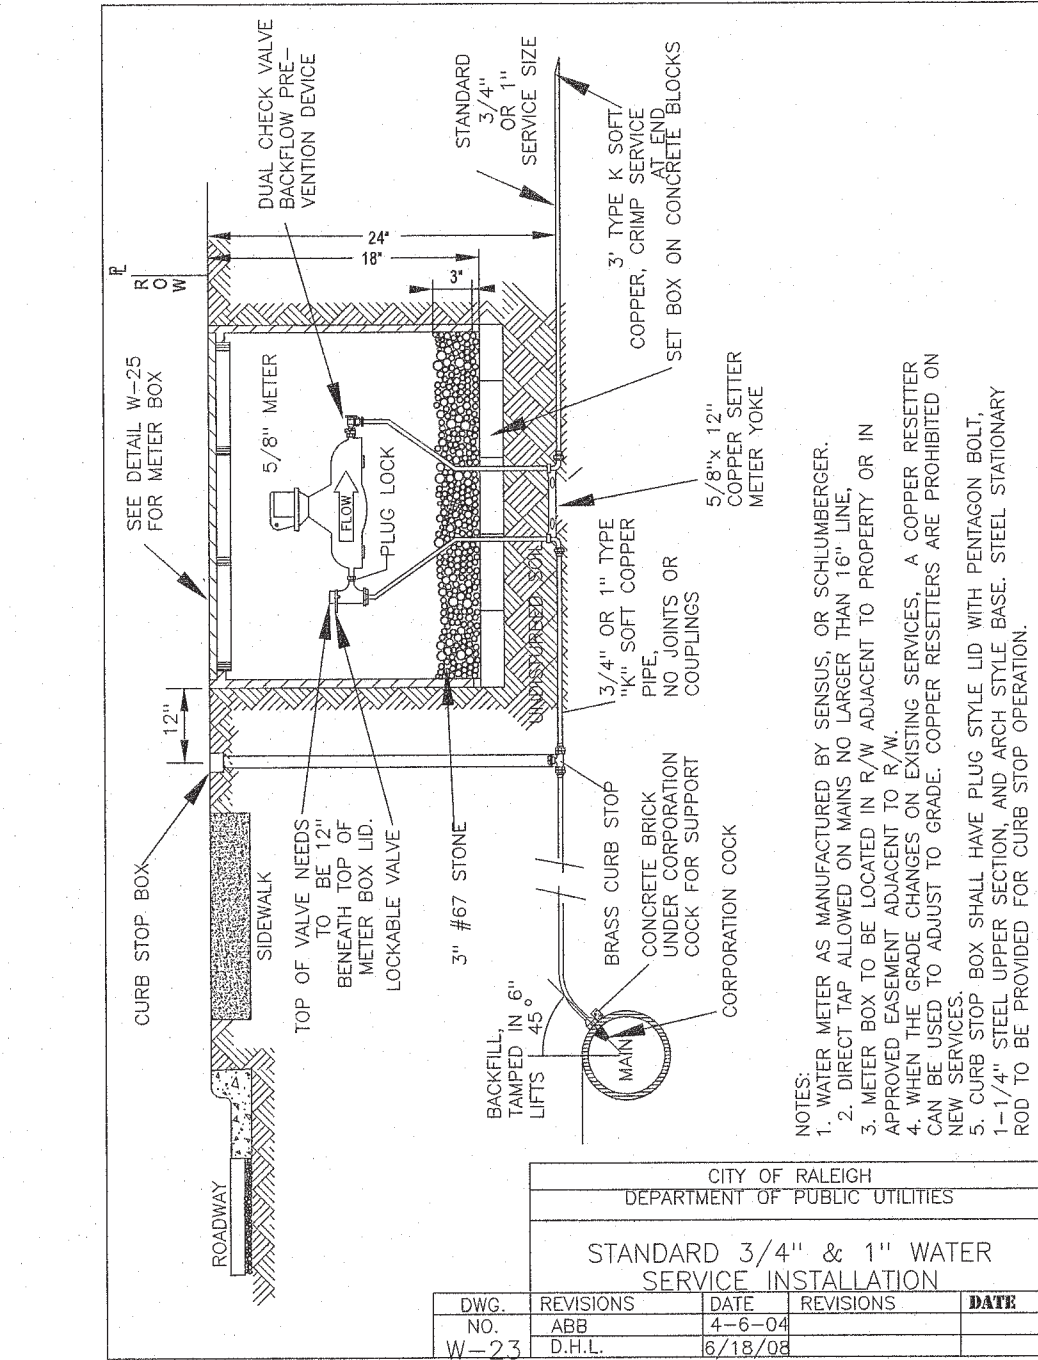 DUAL CHECK VALVE
BACKFLOW PRE-
VENTION DEVICE
STANDARD
3/4"
OR 1"
SERVICE SIZE
3' TYPE K SOFT
COPPER, CRIMP SERVICE
AT END
SET BOX ON CONCRETE BLOCKS
24"
18"
3"
PL
R
O
W
SEE DETAIL W-25
FOR METER BOX
5/8" METER
FLOW
PLUG LOCK
5/8"x 12"
COPPER SETTER
METER YOKE
UNDISTURBED SOIL
3/4" OR 1" TYPE
"K" SOFT COPPER
PIPE,
NO JOINTS OR
COUPLINGS
12"
CURB STOP BOX
SIDEWALK
TOP OF VALVE NEEDS
TO BE 12"
BENEATH TOP OF
METER BOX LID.
LOCKABLE VALVE
3" #67 STONE
BRASS CURB STOP
CONCRETE BRICK
UNDER CORPORATION
COCK FOR SUPPORT
CORPORATION COCK
BACKFILL,
TAMPED IN 6"
LIFTS
45°
MAIN
ROADWAY
NOTES:
1. WATER METER AS MANUFACTURED BY SENSUS, OR SCHLUMBERGER.
2. DIRECT TAP ALLOWED ON MAINS NO LARGER THAN 16" LINE,
3. METER BOX TO BE LOCATED IN R/W ADJACENT TO PROPERTY OR IN
APPROVED EASEMENT ADJACENT TO R/W.
4. WHEN THE GRADE CHANGES ON EXISTING SERVICES, A COPPER RESETTER
CAN BE USED TO ADJUST TO GRADE. COPPER RESETTERS ARE PROHIBITED ON
NEW SERVICES.
5. CURB STOP BOX SHALL HAVE PLUG STYLE LID WITH PENTAGON BOLT,
1-1/4" STEEL UPPER SECTION, AND ARCH STYLE BASE. STEEL STATIONARY
ROD TO BE PROVIDED FOR CURB STOP OPERATION.
CITY OF RALEIGH
DEPARTMENT OF PUBLIC UTILITIES
STANDARD 3/4" & 1" WATER
SERVICE INSTALLATION
DWG. REVISIONS DATE REVISIONS DATE
NO. ABB 4-6-04
W-23 D.H.L. 6/18/08